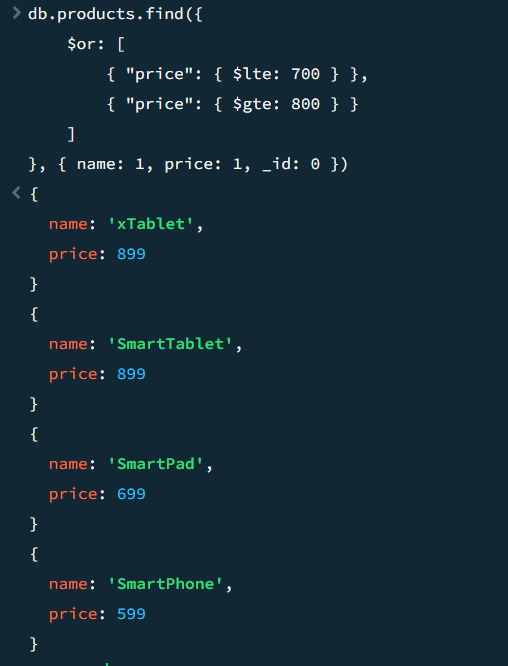 db.products.find({
$or: [
{ "price": { $lte: 700 } },
{ "price": { $gte: 800 } }
]
}, { name: 1, price: 1, _id: 0 })
{
name: 'xTablet',
price: 899
}
{
name: 'SmartTablet',
price: 899
}
{
name: 'SmartPad',
price: 699
}
{
name: 'SmartPhone',
price: 599
}